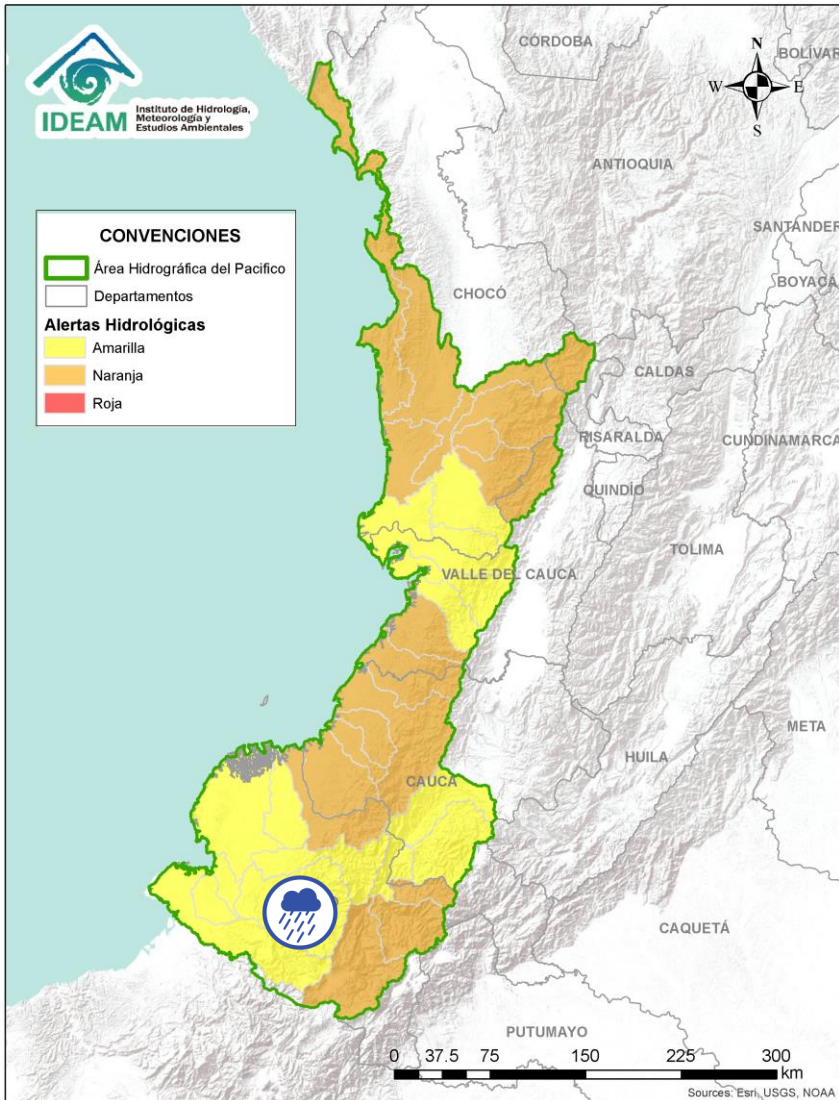 IDEAM
Instituto de Hidrología,
Meteorología y
Estudios Ambientales
CONVENCIONES
Área Hidrográfica del Pacifico
Departamentos
Alertas Hidrológicas
Amarilla
Naranja
Roja
N
W
E
S
CÓRDOBA
BOLÍVAR
ANTIOQUIA
SANTANDER
BOYACÁ
CHOCÓ
CALDAS
RISARALDA
CUNDINAMARCA
QUINDÍO
TOLIMA
VALLE DEL CAUCA
META
HUILA
CAUCA
CAQUETÁ
PUTUMAYO
0 37.5 75 150 225 300
km
Sources: Esri, USGS, NOAA